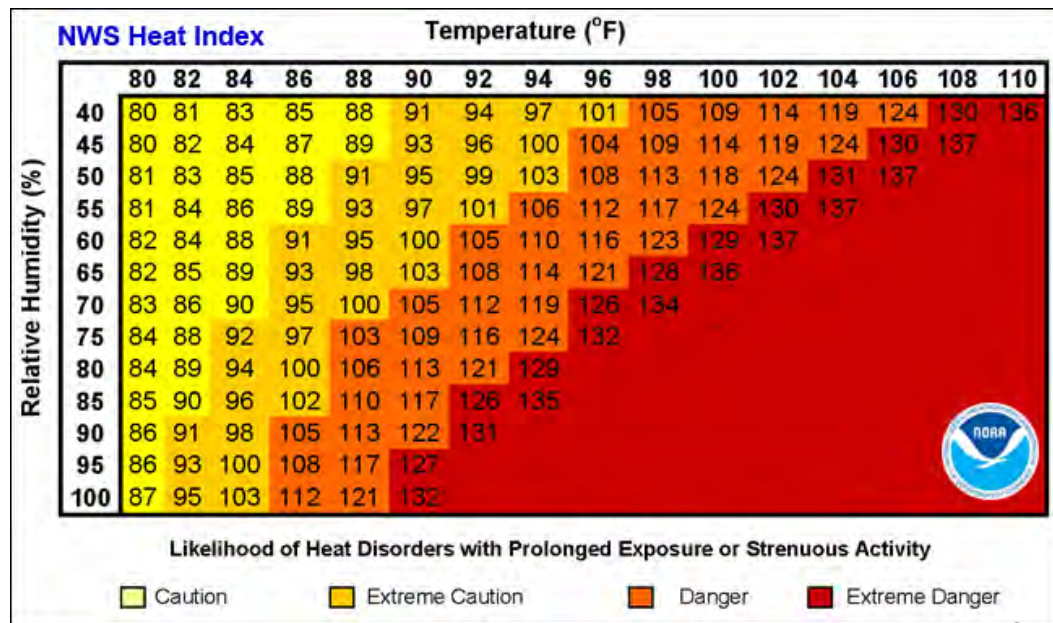 NWS Heat Index Temperature (°F)
80 82 84 86 88 90 92 94 96 98 100 102 104 106 108 110
40 80 81 83 85 88 91 94 97 101 105 109 114 119 124 130 136
45 80 82 84 87 89 93 96 100 104 109 114 119 124 130 137
50 81 83 85 88 91 95 99 103 108 113 118 124 131 137
55 81 84 86 89 93 97 101 106 112 117 124 130 137
60 82 84 88 91 95 100 105 110 116 123 129 137
65 82 85 89 93 98 103 108 114 121 128 136
70 83 86 90 95 100 105 112 119 126 134
75 84 88 92 97 103 109 116 124 132
80 84 89 94 100 106 113 121 129
85 85 90 96 102 110 117 126 135
90 86 91 98 105 113 122 131
95 86 93 100 108 117 127
100 87 95 103 112 121 132
Relative Humidity (%)
NOAA
Likelihood of Heat Disorders with Prolonged Exposure or Strenuous Activity
Caution Extreme Caution Danger Extreme Danger